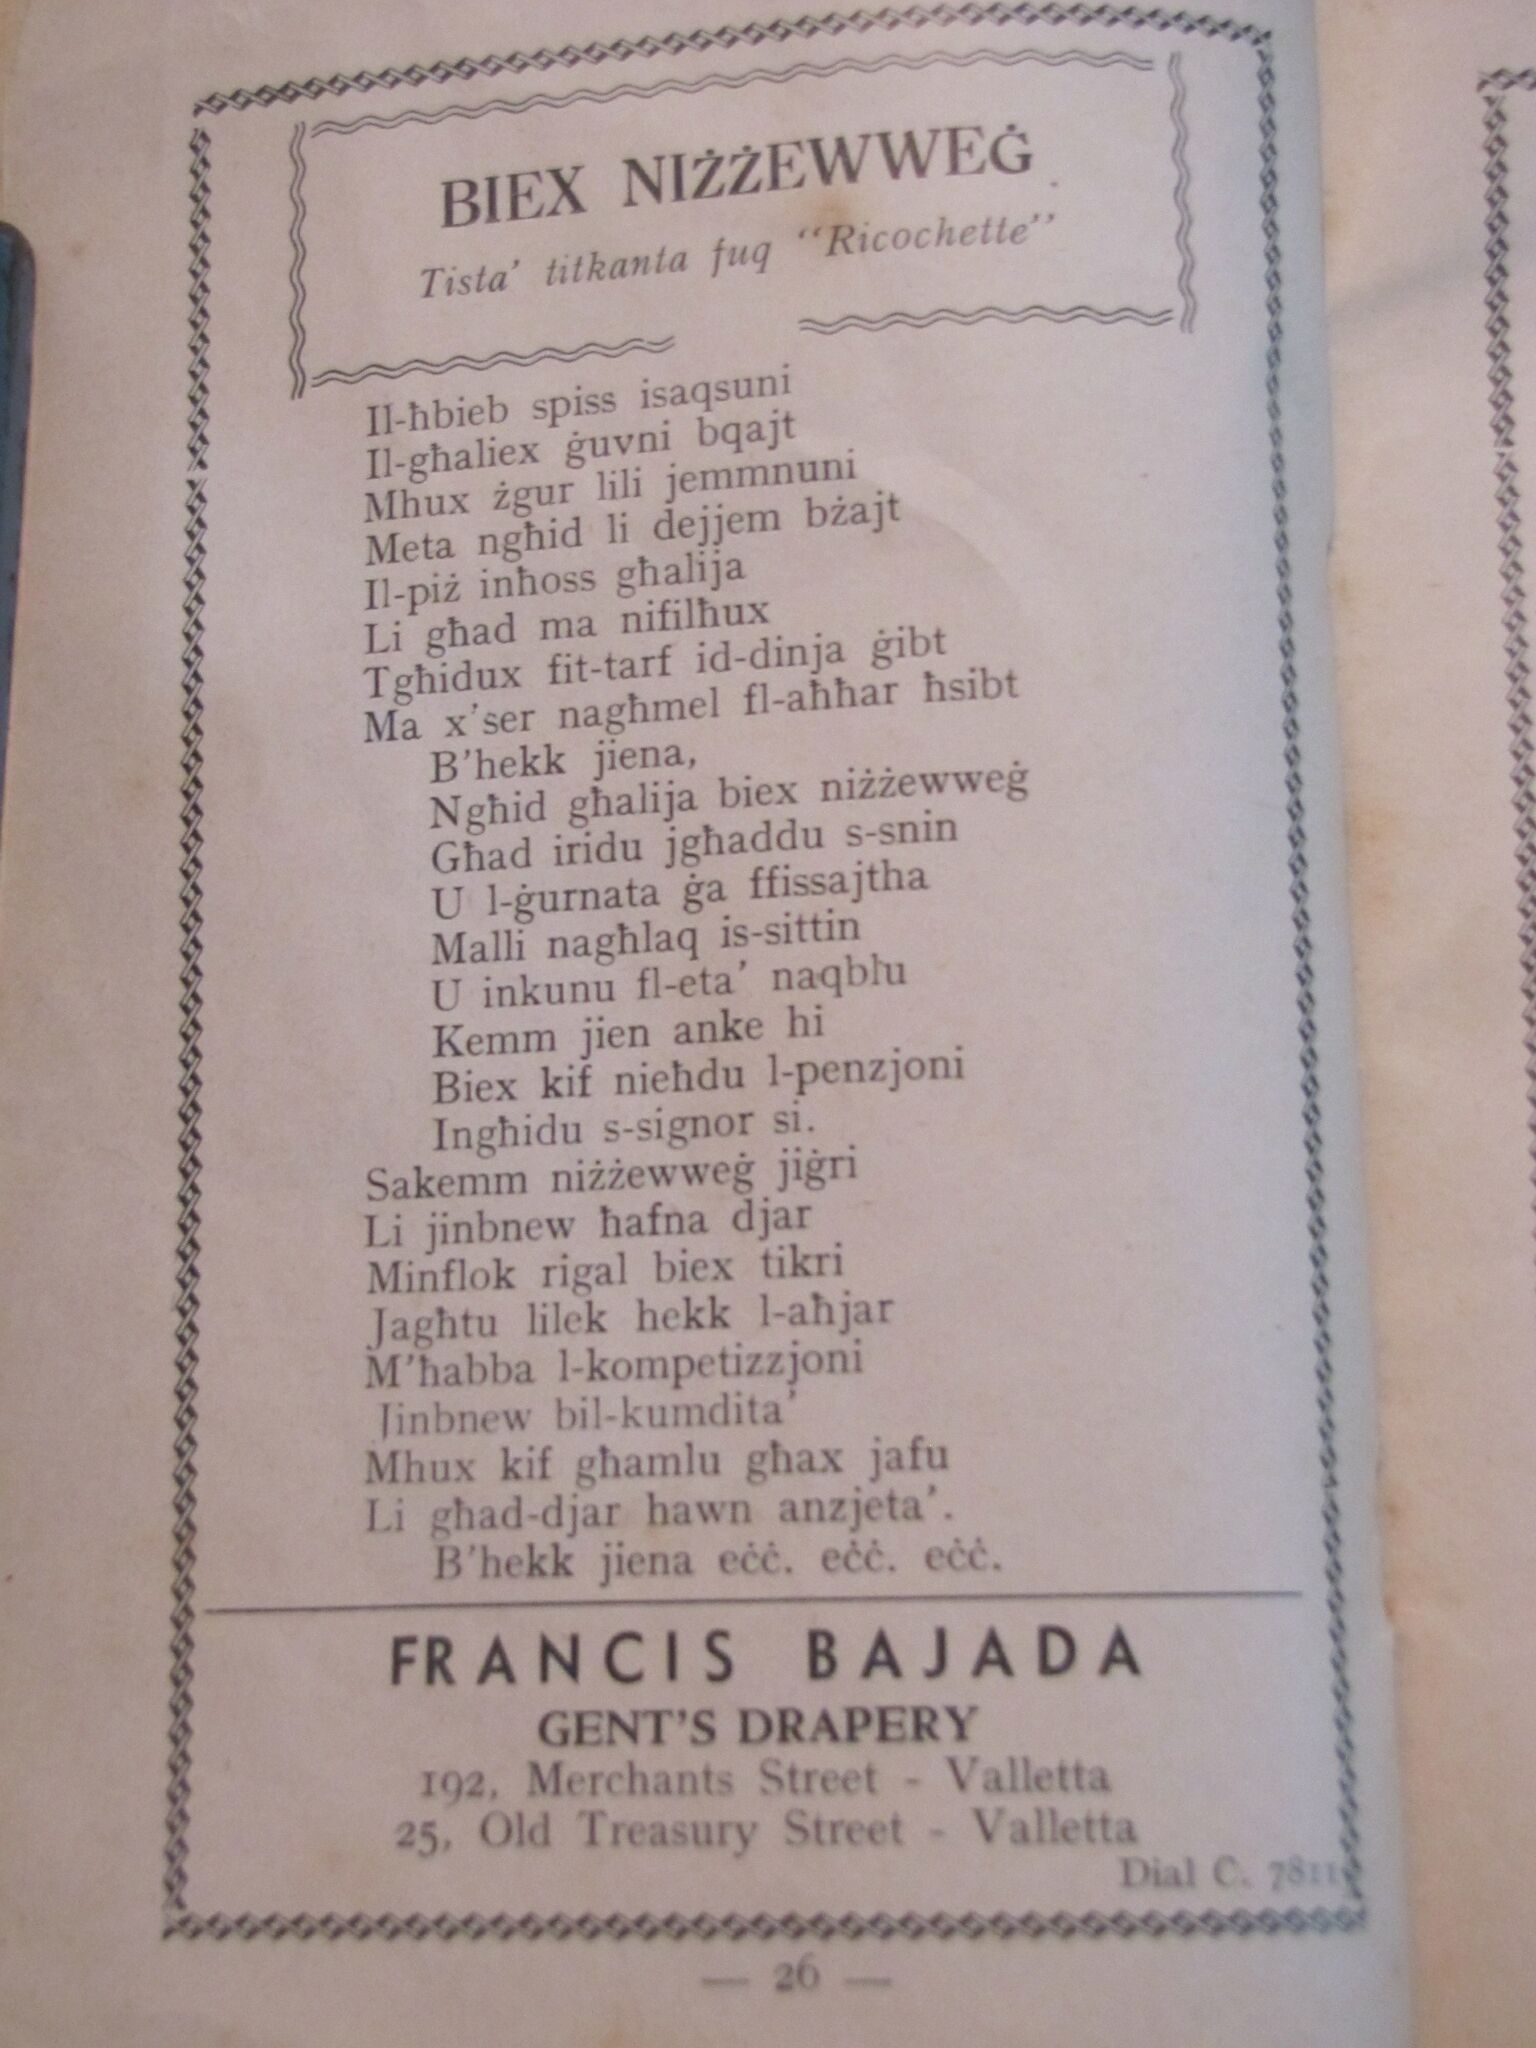 BIEX NIŻŻEWWEĠ
Tista' titkanta fuq "Ricochette"
Il-ħbieb spiss isaqsuni
Il-għaliex ġuvni bqajt
Mhux żgur lili jemmnuni
Meta ngħid li dejjem bżajt
Il-piż inħoss għalija
Li għad ma nifilħux
Tgħidux fit-tarf id-dinja ġibt
Ma x'ser nagħmel fl-aħħar ħsibt
B'hekk jiena,
Ngħid għalija biex niżżewweġ
Għad iridu jgħaddu s-snin
U l-ġurnata ġa ffissajtha
Malli nagħlaq is-sittin
U inkunu fl-eta' naqblu
Kemm jien anke hi
Biex kif nieħdu l-penzjoni
Ingħidu s-signor si.
Sakemm niżżewweġ jiġri
Li jinbnew ħafna djar
Minflok rigal biex tikri
Jagħtu lilek hekk l-aħjar
M'ħabba l-kompetizzjoni
Jinbnew bil-kumdita'
Mhux kif għamlu għax jafu
Li għad-djar hawn anzjeta'.
B'hekk jiena eċċ. eċċ. eċċ.
FRANCIS BAJADA
GENT'S DRAPERY
192, Merchants Street - Valletta
25, Old Treasury Street - Valletta
Dial C. 7811
— 26 —